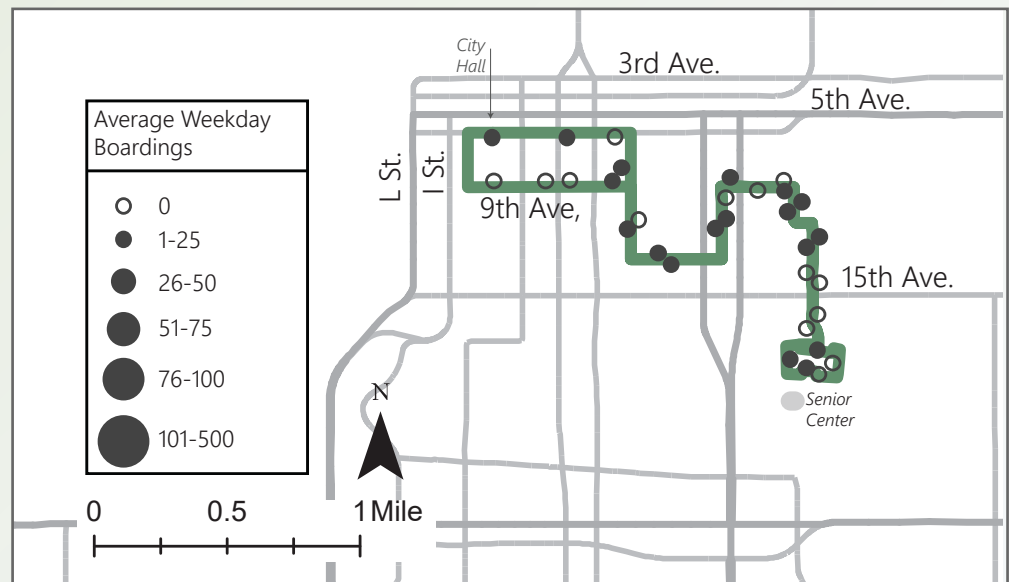 City
Hall
3rd Ave.
5th Ave.
Average Weekday
Boardings
0
1-25
26-50
51-75
76-100
101-500
L St.
I St.
9th Ave,
15th Ave.
N
Senior
Center
0 0.5 1 Mile